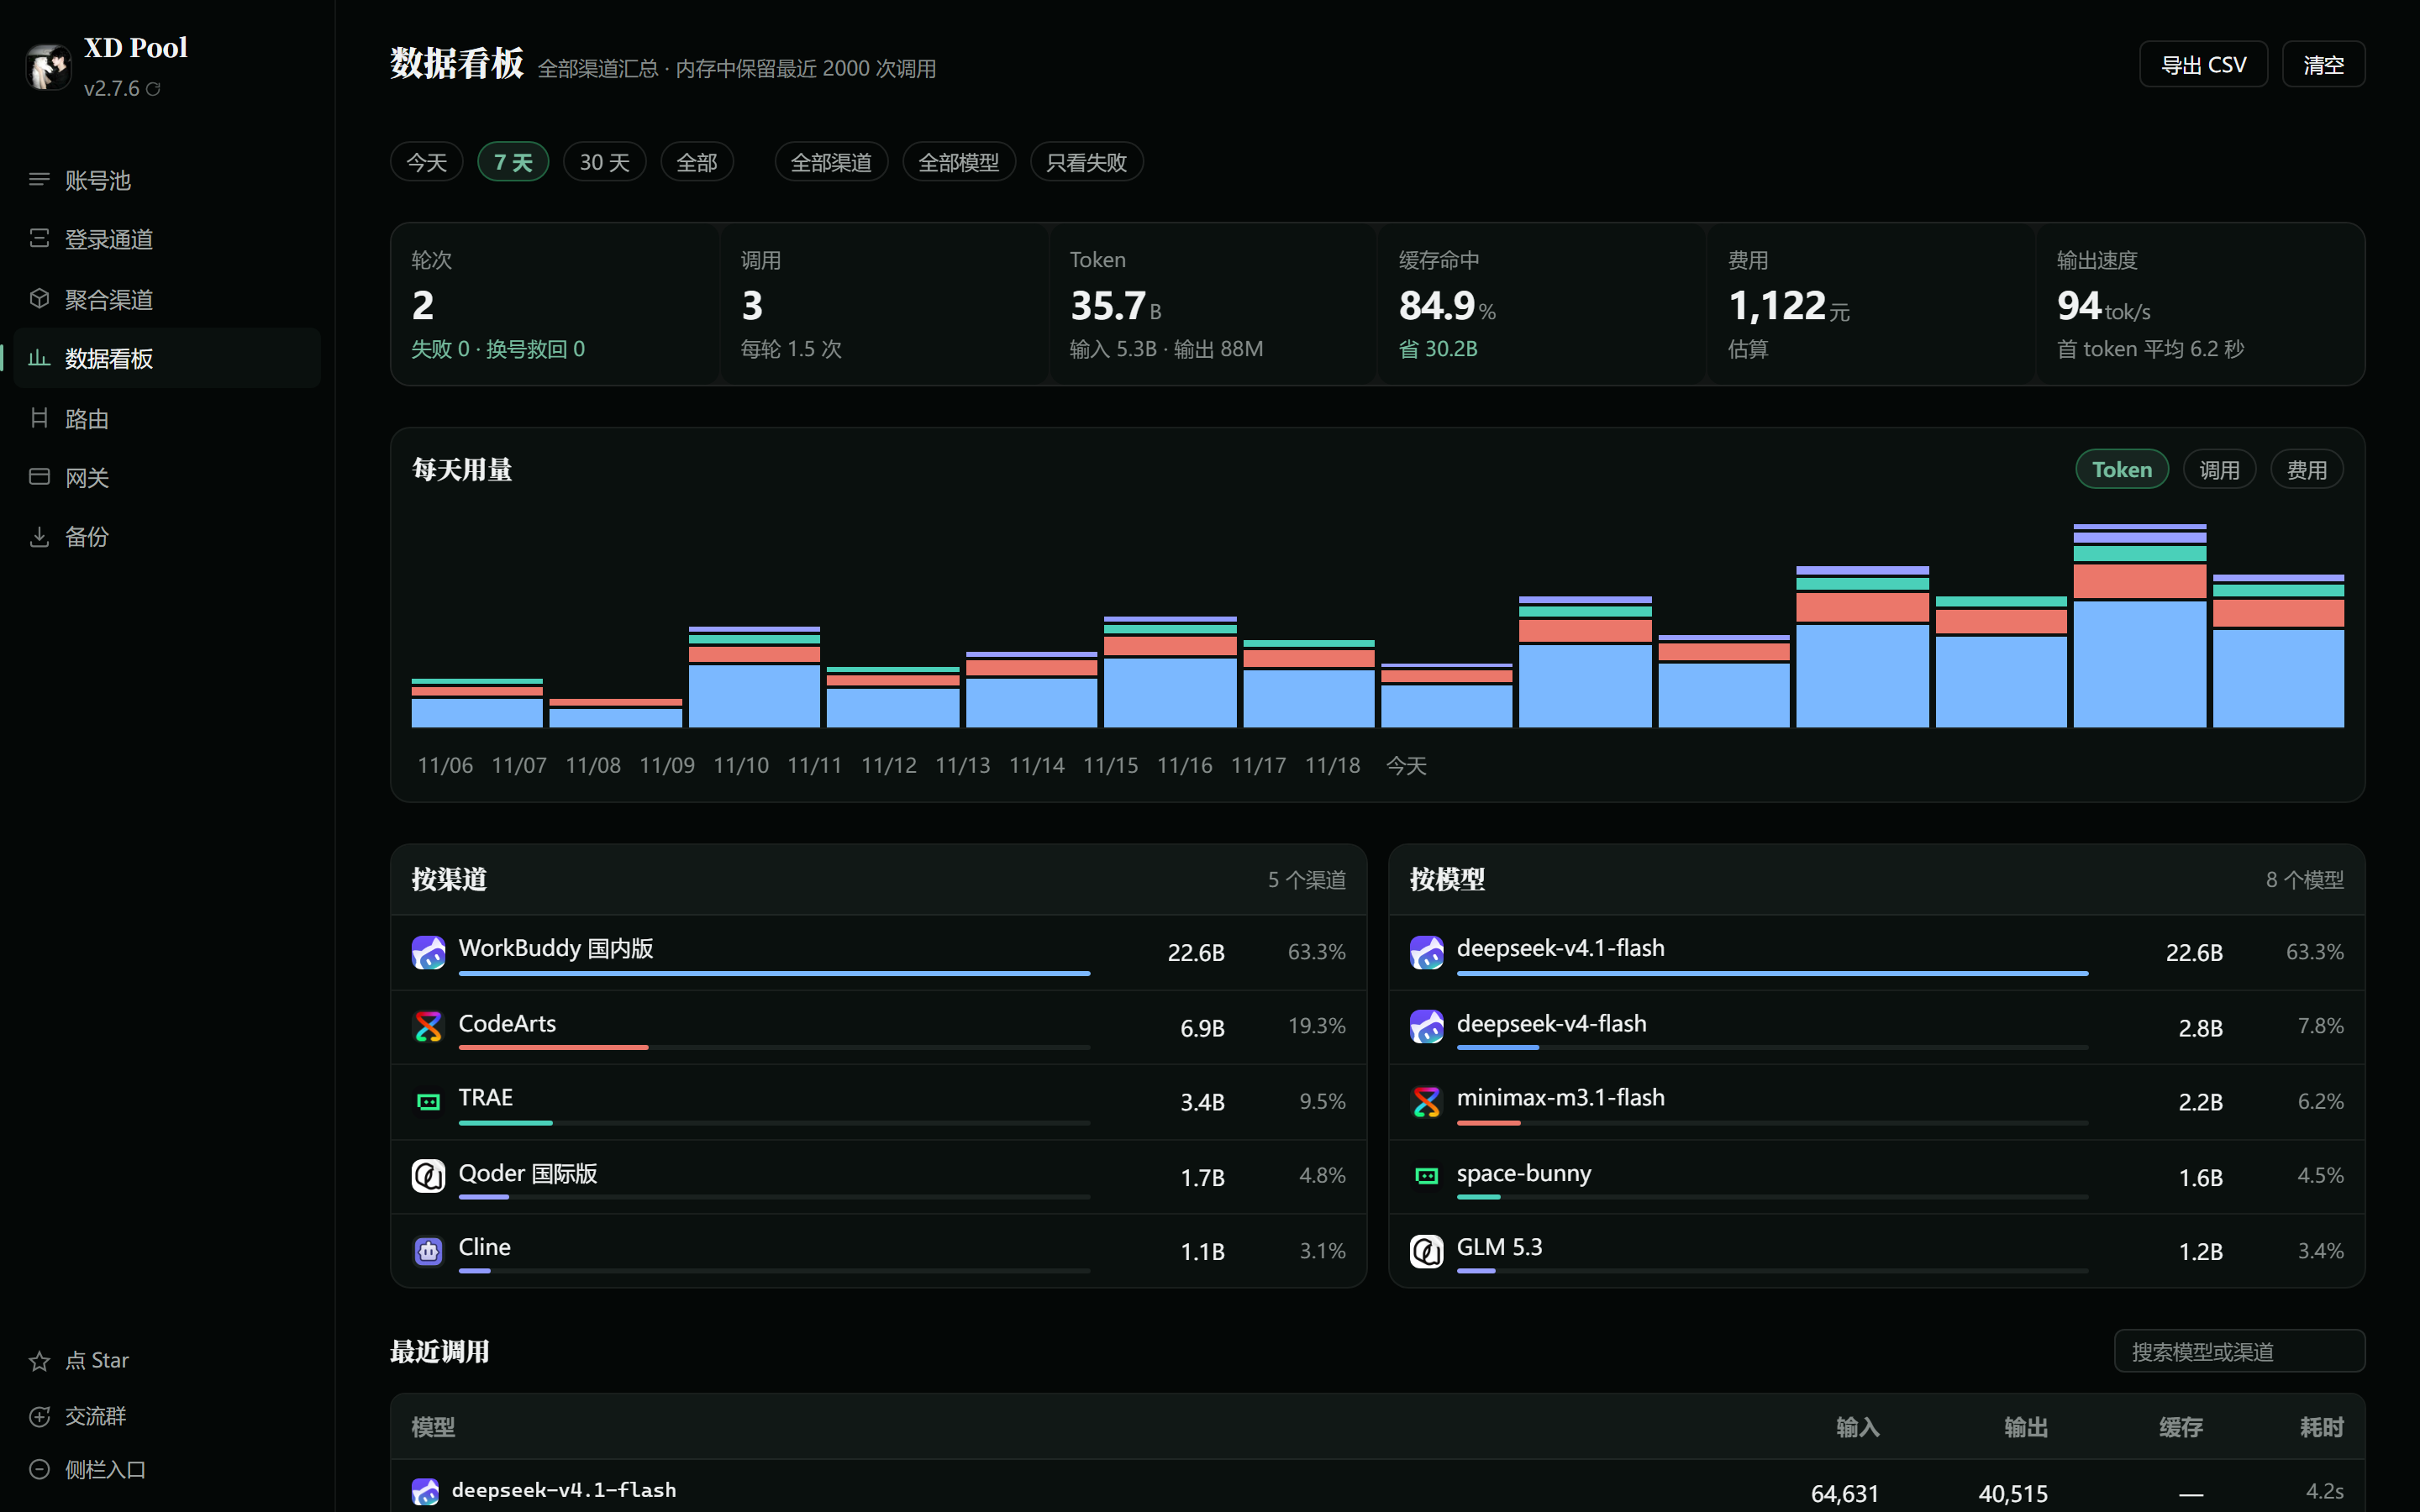 XD Pool
v2.7.6
账号池
登录通道
聚合渠道
数据看板
路由
网关
备份
点 Star
交流群
侧栏入口
数据看板 全部渠道汇总 · 内存中保留最近 2000 次调用
导出 CSV 清空
今天 7 天 30 天 全部 全部渠道 全部模型 只看失败
轮次
2
失败 0 · 换号救回 0
调用
3
每轮 1.5 次
Token
35.7 B
输入 5.3B · 输出 88M
缓存命中
84.9 %
省 30.2B
费用
1,122 元
估算
输出速度
94 tok/s
首 token 平均 6.2 秒
每天用量
Token 调用 费用
11/06 11/07 11/08 11/09 11/10 11/11 11/12 11/13 11/14 11/15 11/16 11/17 11/18 今天
按渠道 5 个渠道
WorkBuddy 国内版 22.6B 63.3%
CodeArts 6.9B 19.3%
TRAE 3.4B 9.5%
Qoder 国际版 1.7B 4.8%
Cline 1.1B 3.1%
按模型 8 个模型
deepseek-v4.1-flash 22.6B 63.3%
deepseek-v4-flash 2.8B 7.8%
minimax-m3.1-flash 2.2B 6.2%
space-bunny 1.6B 4.5%
GLM 5.3 1.2B 3.4%
最近调用
搜索模型或渠道
模型 输入 输出 缓存 耗时
deepseek-v4.1-flash 64,631 40,515 — 4.2s